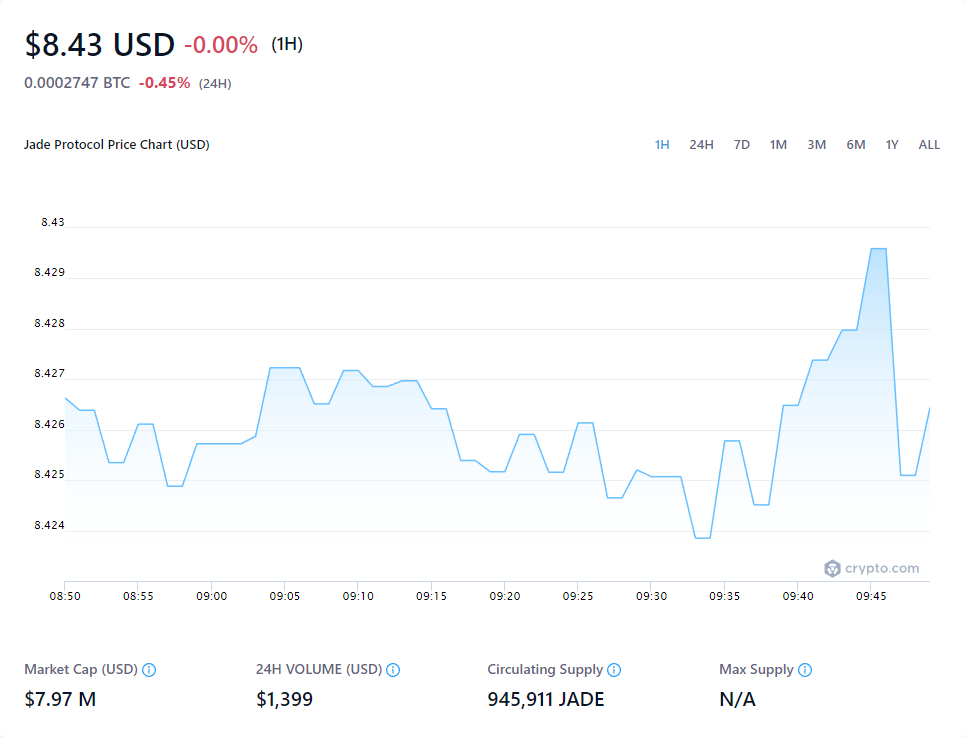 $8.43 USD -0.00% (1H)
0.0002747 BTC -0.45% (24H)
Jade Protocol Price Chart (USD) 1H 24H 7D 1M 3M 6M 1Y ALL
8.43
8.429
8.428
8.427
8.426
8.425
8.424
crypto.com
08:50 08:55 09:00 09:05 09:10 09:15 09:20 09:25 09:30 09:35 09:40 09:45
Market Cap (USD) 24H VOLUME (USD) Circulating Supply Max Supply
$7.97 M $1,399 945,911 JADE N/A